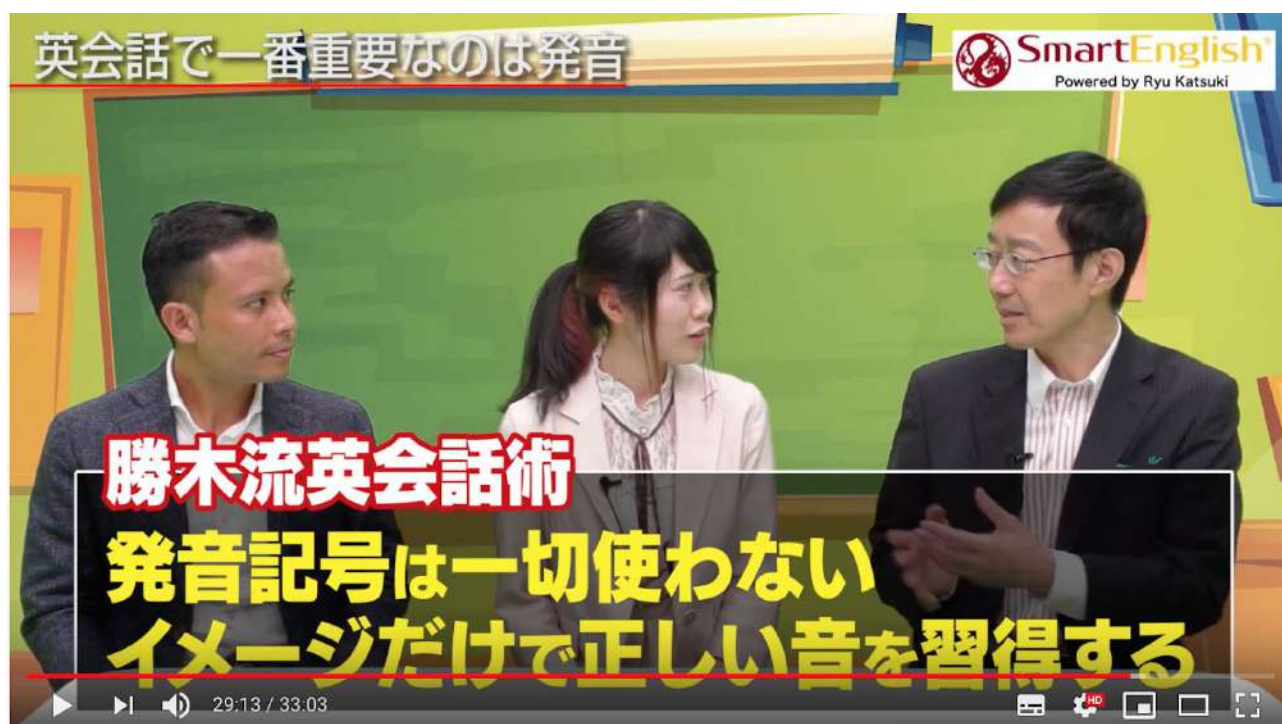 英会話で一番重要なのは発音
SmartEnglish
Powered by Ryu Katsuki
勝木流英会話術
発音記号は一切使わない
イメージだけで正しい音を習得する
29:13 / 33:03
HD